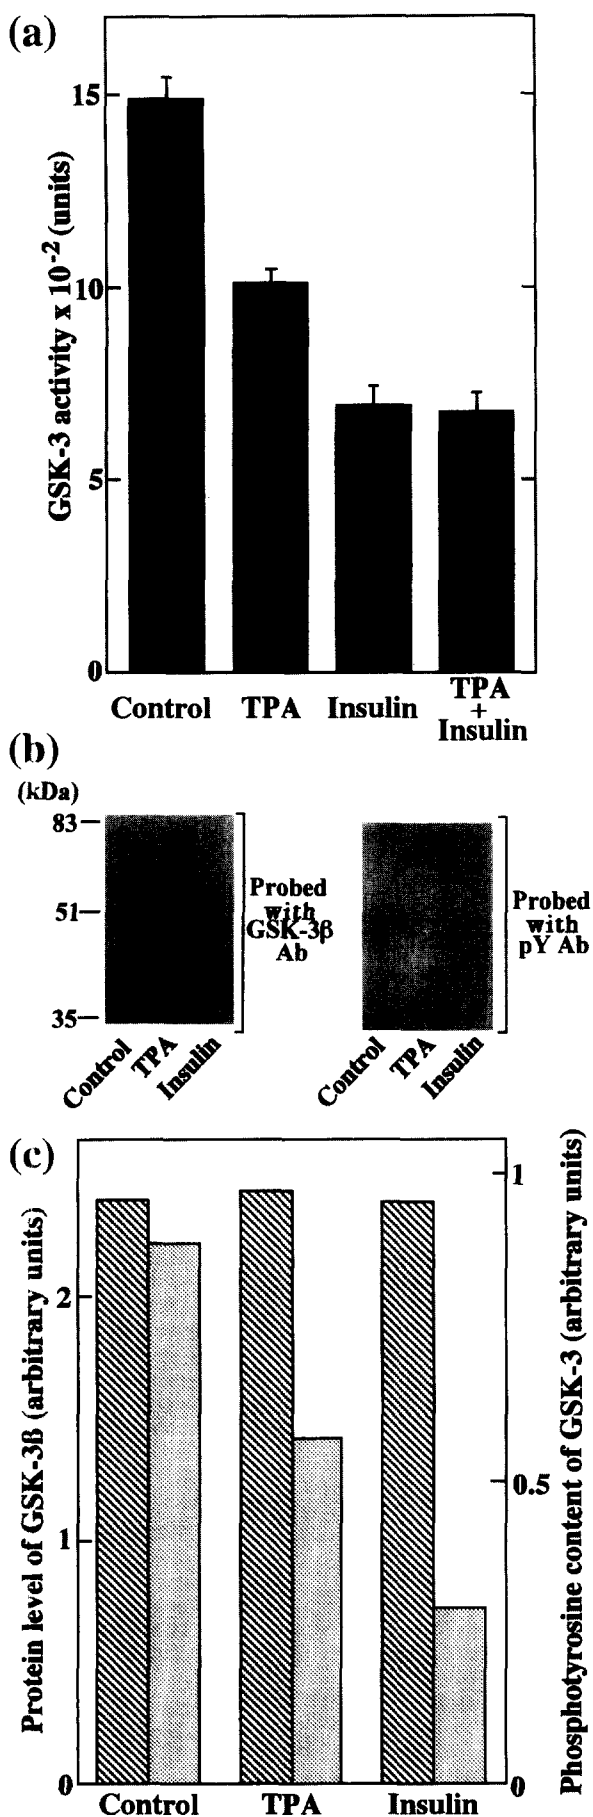 (a)
GSK-3 activity x 10⁻² (units)
15
10
5
0
Control
TPA
Insulin
TPA
+
Insulin
(b)
(kDa)
83
51
35
Probed
with
GSK-3β
Ab
Control
TPA
Insulin
Probed
with
pY Ab
Control
TPA
Insulin
(c)
Protein level of GSK-3ß (arbitrary units)
2
1
0
Phosphotyrosine content of GSK-3 (arbitrary units)
1
0.5
0
Control
TPA
Insulin